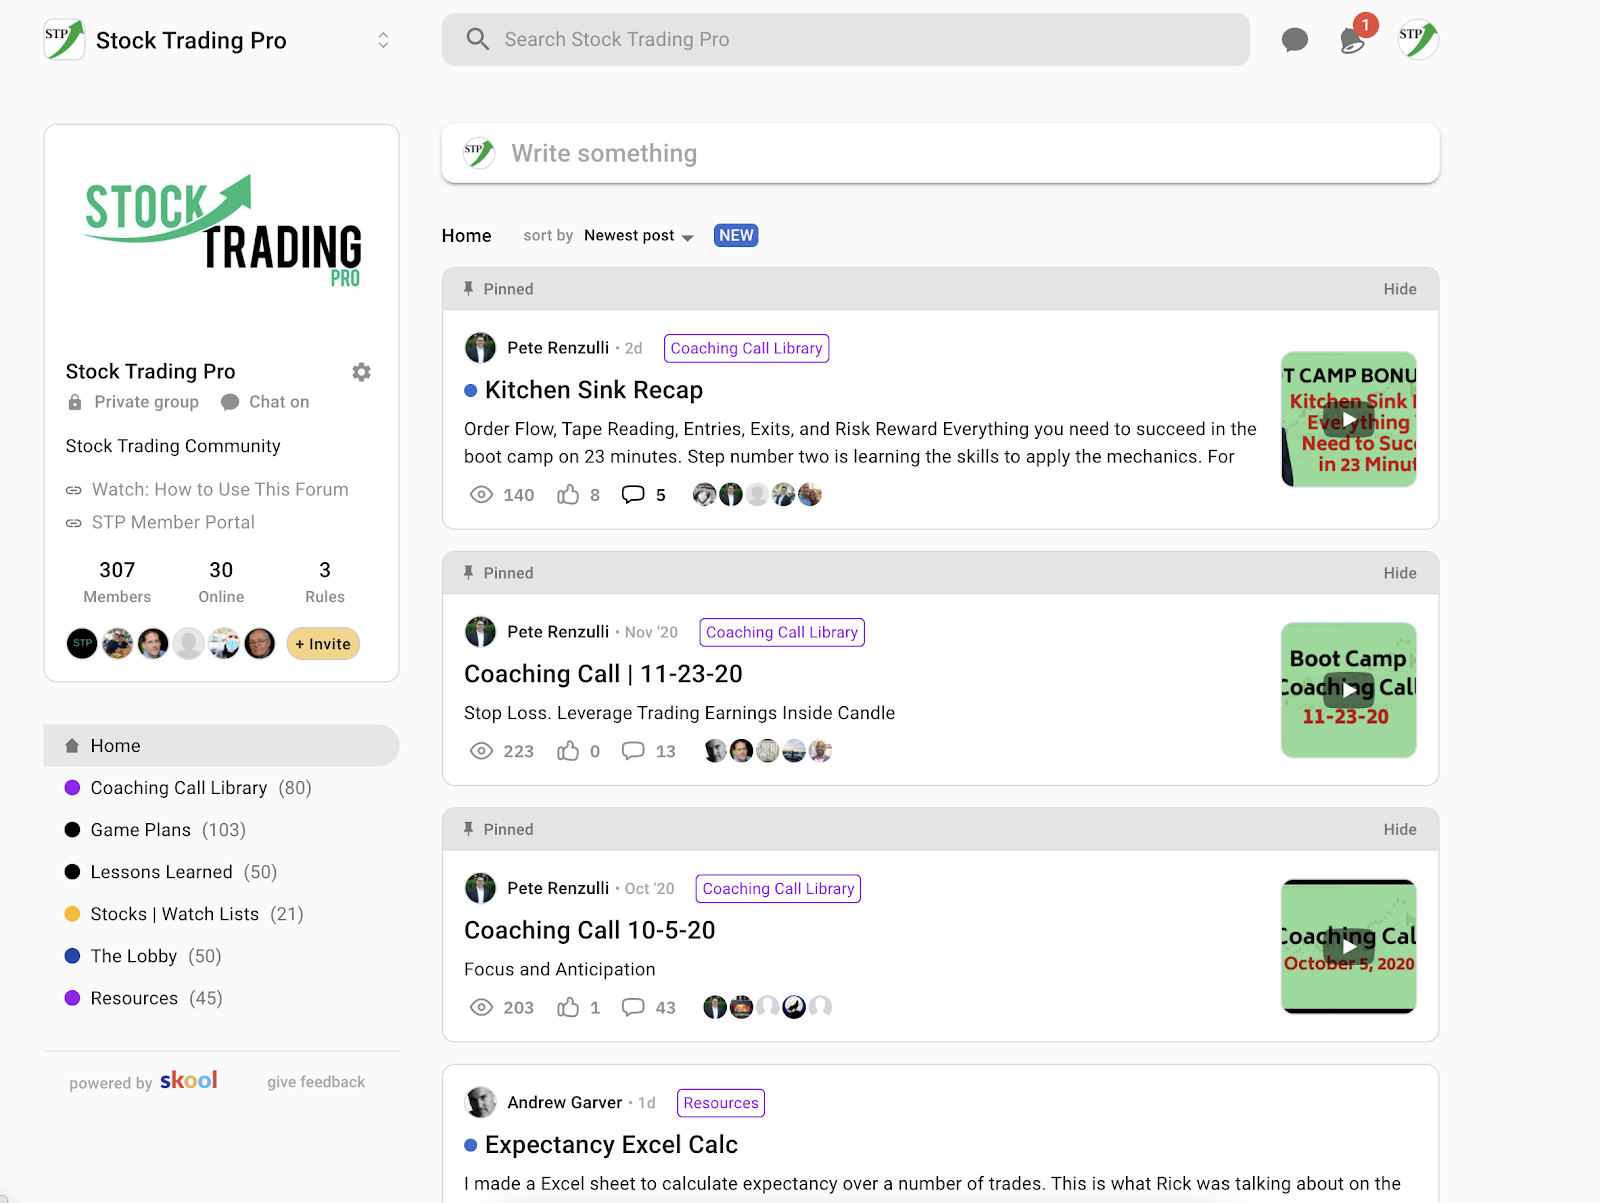 STP
Stock Trading Pro
Search Stock Trading Pro
1
STP
STOCK
TRADING
PRO
Stock Trading Pro
Private group
Chat on
Stock Trading Community
Watch: How to Use This Forum
STP Member Portal
307
30
3
Members
Online
Rules
STP
+ Invite
Home
Coaching Call Library (80)
Game Plans (103)
Lessons Learned (50)
Stocks | Watch Lists (21)
The Lobby (50)
Resources (45)
powered by skool
give feedback
STP
Write something
Home
sort by Newest post
NEW
Pinned
Hide
Pete Renzulli • 2d
Coaching Call Library
Kitchen Sink Recap
Order Flow, Tape Reading, Entries, Exits, and Risk Reward Everything you need to succeed in the
boot camp on 23 minutes. Step number two is learning the skills to apply the mechanics. For
140
8
5
T CAMP BONU
Kitchen Sink
Everything
Need to Succ
in 23 Minut
Pinned
Hide
Pete Renzulli • Nov '20
Coaching Call Library
Coaching Call | 11-23-20
Stop Loss. Leverage Trading Earnings Inside Candle
223
0
13
Boot Camp
Coaching Call
11-23-20
Pinned
Hide
Pete Renzulli • Oct '20
Coaching Call Library
Coaching Call 10-5-20
Focus and Anticipation
203
1
43
Coaching Cal
October 5, 2020
Andrew Garver • 1d
Resources
Expectancy Excel Calc
I made a Excel sheet to calculate expectancy over a number of trades. This is what Rick was talking about on the